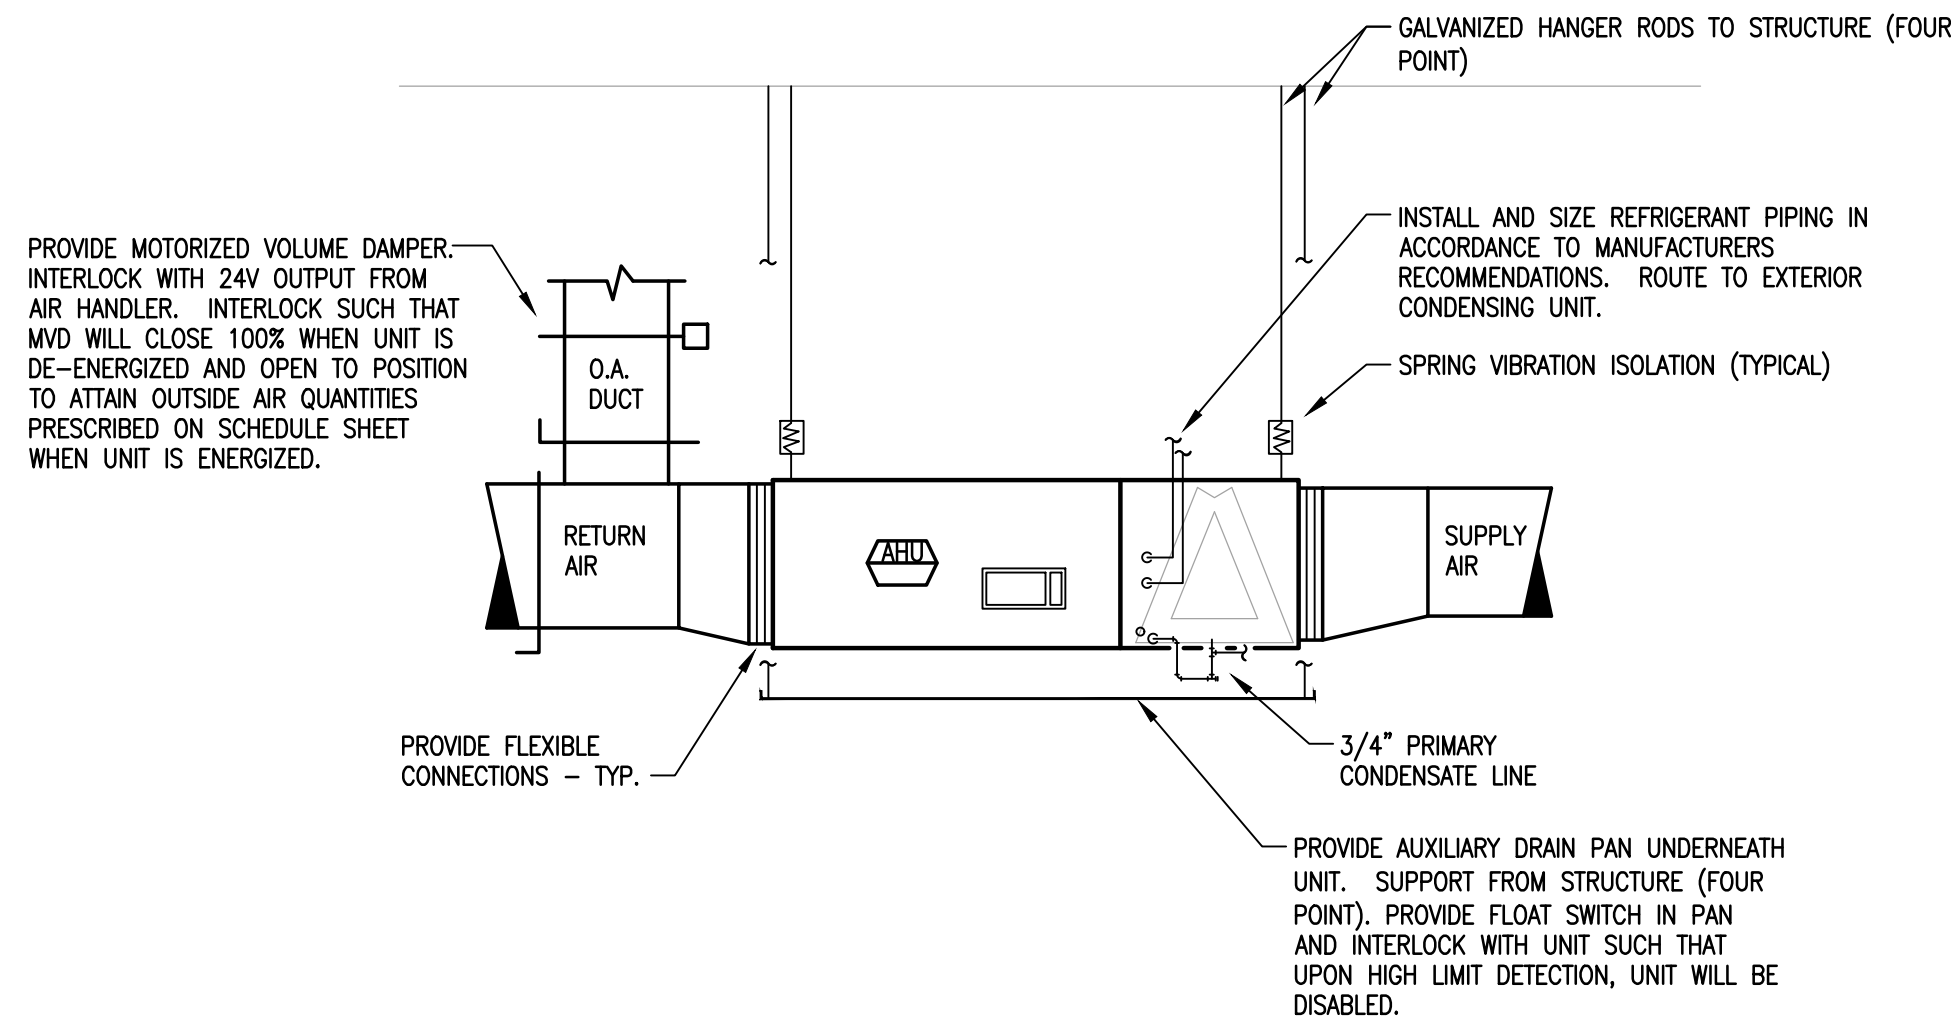 GALVANIZED HANGER RODS TO STRUCTURE (FOUR
POINT)
INSTALL AND SIZE REFRIGERANT PIPING IN
ACCORDANCE TO MANUFACTURERS
RECOMMENDATIONS. ROUTE TO EXTERIOR
CONDENSING UNIT.
PROVIDE MOTORIZED VOLUME DAMPER.
INTERLOCK WITH 24V OUTPUT FROM
AIR HANDLER. INTERLOCK SUCH THAT
MVD WILL CLOSE 100% WHEN UNIT IS
DE-ENERGIZED AND OPEN TO POSITION
TO ATTAIN OUTSIDE AIR QUANTITIES
PRESCRIBED ON SCHEDULE SHEET
WHEN UNIT IS ENERGIZED.
O.A.
DUCT
SPRING VIBRATION ISOLATION (TYPICAL)
RETURN
AIR
AHU
SUPPLY
AIR
PROVIDE FLEXIBLE
CONNECTIONS - TYP.
3/4" PRIMARY
CONDENSATE LINE
PROVIDE AUXILIARY DRAIN PAN UNDERNEATH
UNIT. SUPPORT FROM STRUCTURE (FOUR
POINT). PROVIDE FLOAT SWITCH IN PAN
AND INTERLOCK WITH UNIT SUCH THAT
UPON HIGH LIMIT DETECTION, UNIT WILL BE
DISABLED.